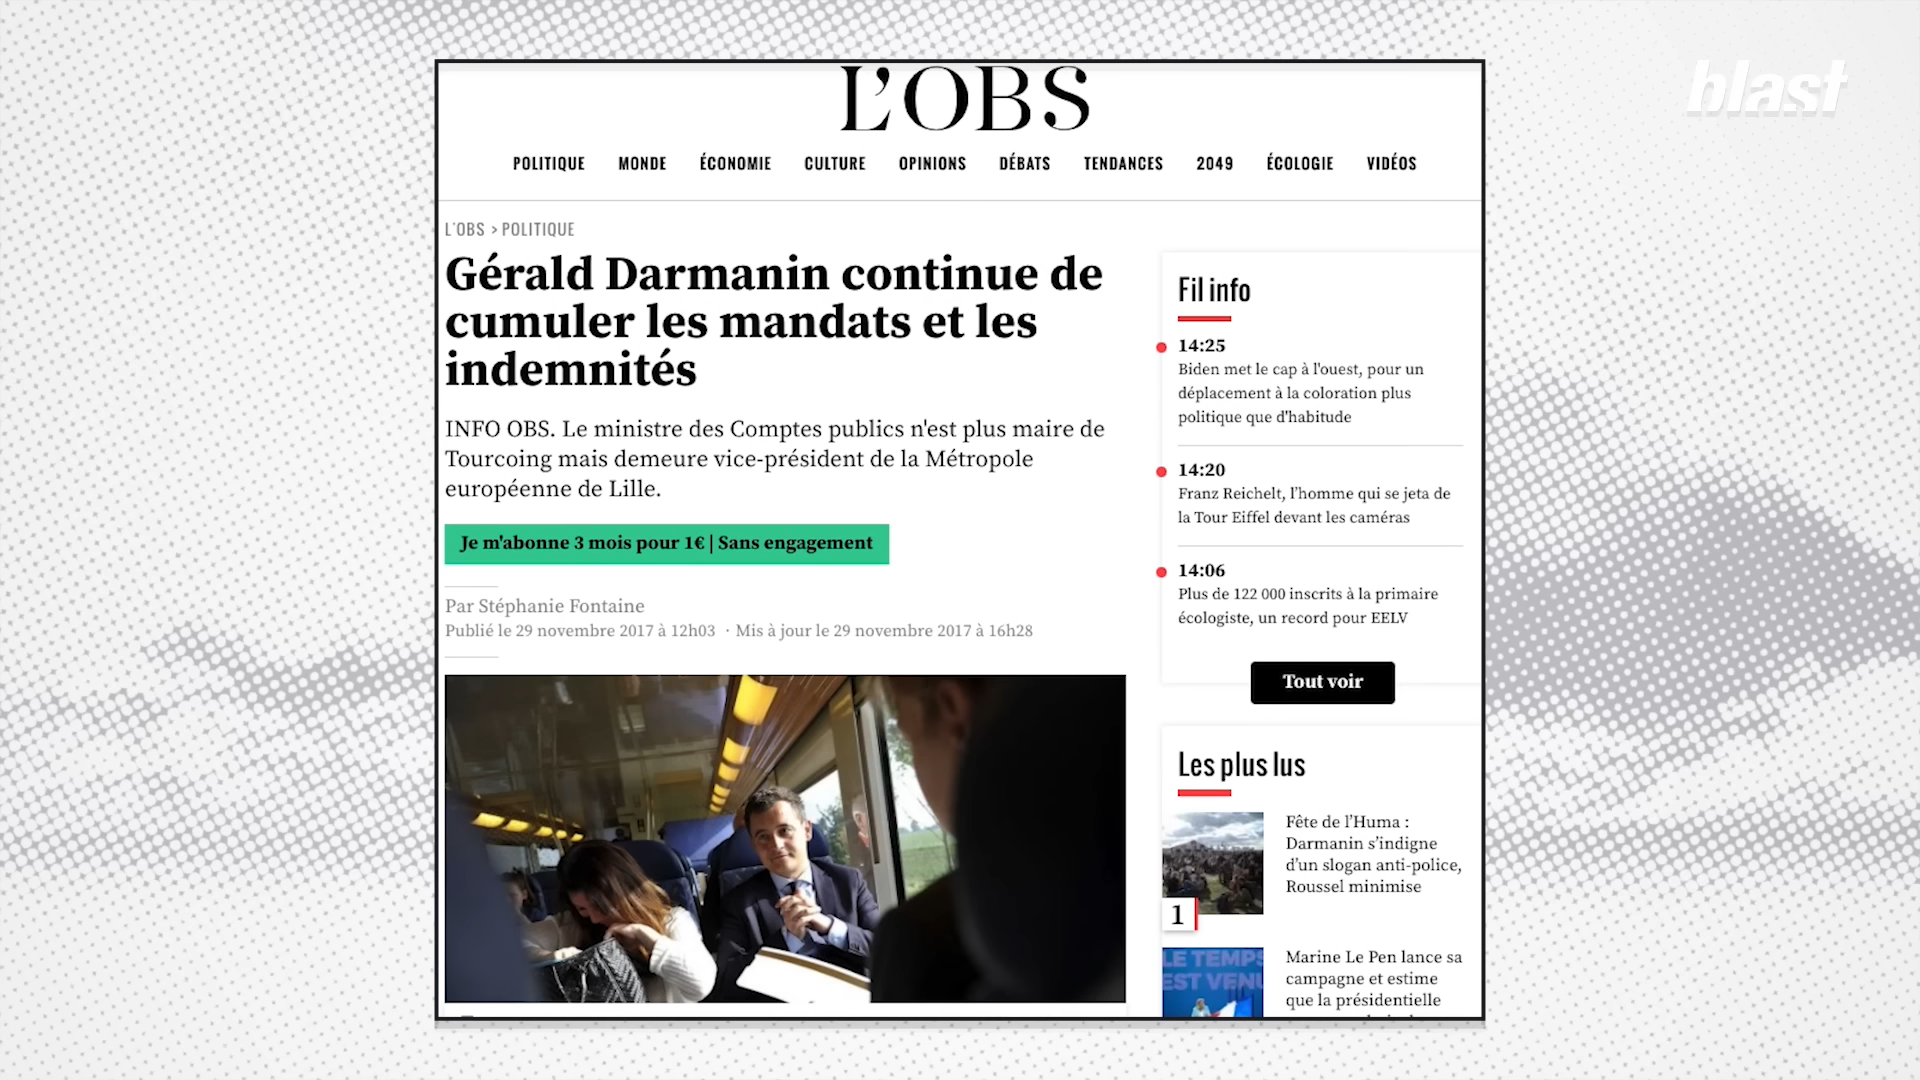 blast
L'OBS
POLITIQUE MONDE ÉCONOMIE CULTURE OPINIONS DÉBATS TENDANCES 2049 ÉCOLOGIE VIDÉOS
L'OBS > POLITIQUE
Gérald Darmanin continue de
cumuler les mandats et les
indemnités
INFO OBS. Le ministre des Comptes publics n'est plus maire de
Tourcoing mais demeure vice-président de la Métropole
européenne de Lille.
Je m'abonne 3 mois pour 1€ | Sans engagement
Par Stéphanie Fontaine
Publié le 29 novembre 2017 à 12h03 · Mis à jour le 29 novembre 2017 à 16h28
Fil info
14:25
Biden met le cap à l'ouest, pour un
déplacement à la coloration plus
politique que d'habitude
14:20
Franz Reichelt, l'homme qui se jeta de
la Tour Eiffel devant les caméras
14:06
Plus de 122 000 inscrits à la primaire
écologiste, un record pour EELV
Tout voir
Les plus lus
Fête de l'Huma :
Darmanin s'indigne
d'un slogan anti-police,
Roussel minimise
1
LE TEMPS
EST VENU
Marine Le Pen lance sa
campagne et estime
que la présidentielle